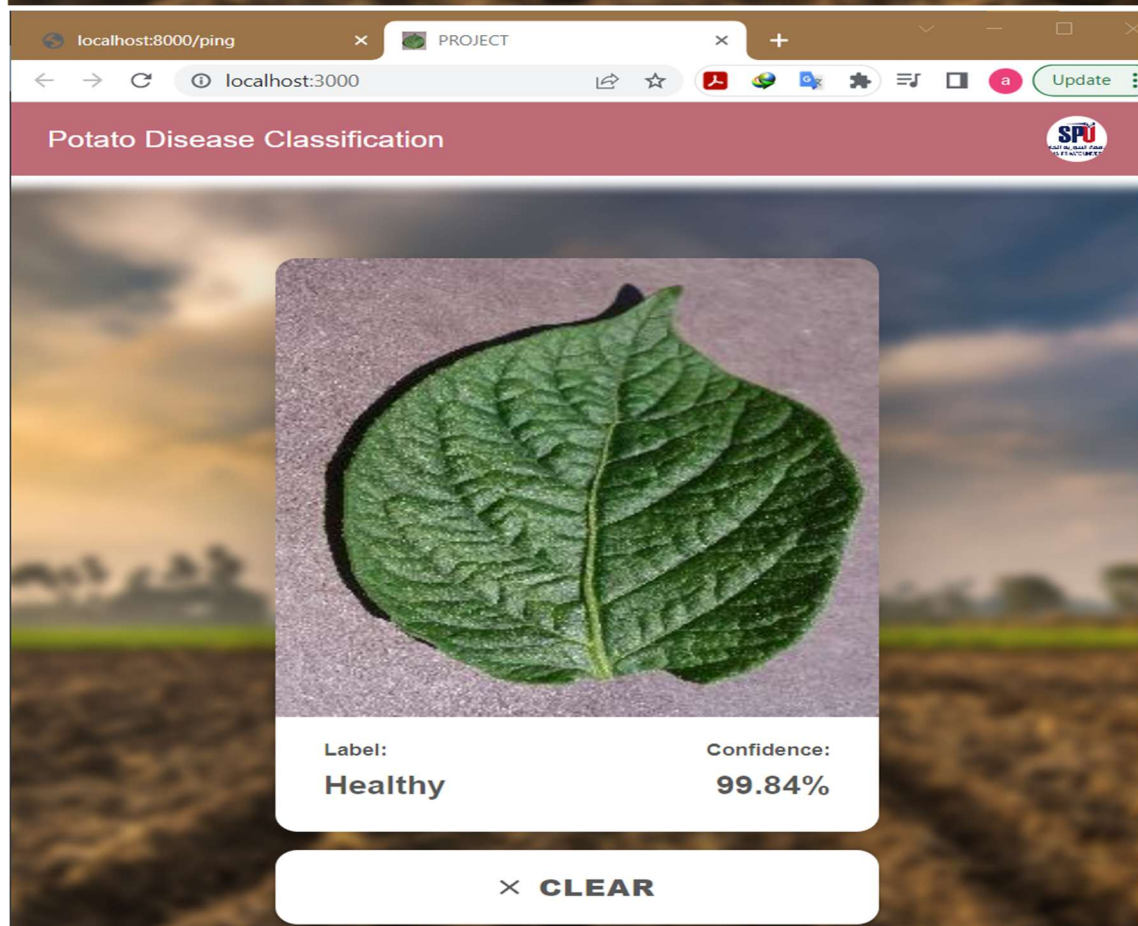 localhost:8000/ping
PROJECT
localhost:3000
a
Update
Potato Disease Classification
SPU
Label:
Confidence:
Healthy
99.84%
CLEAR